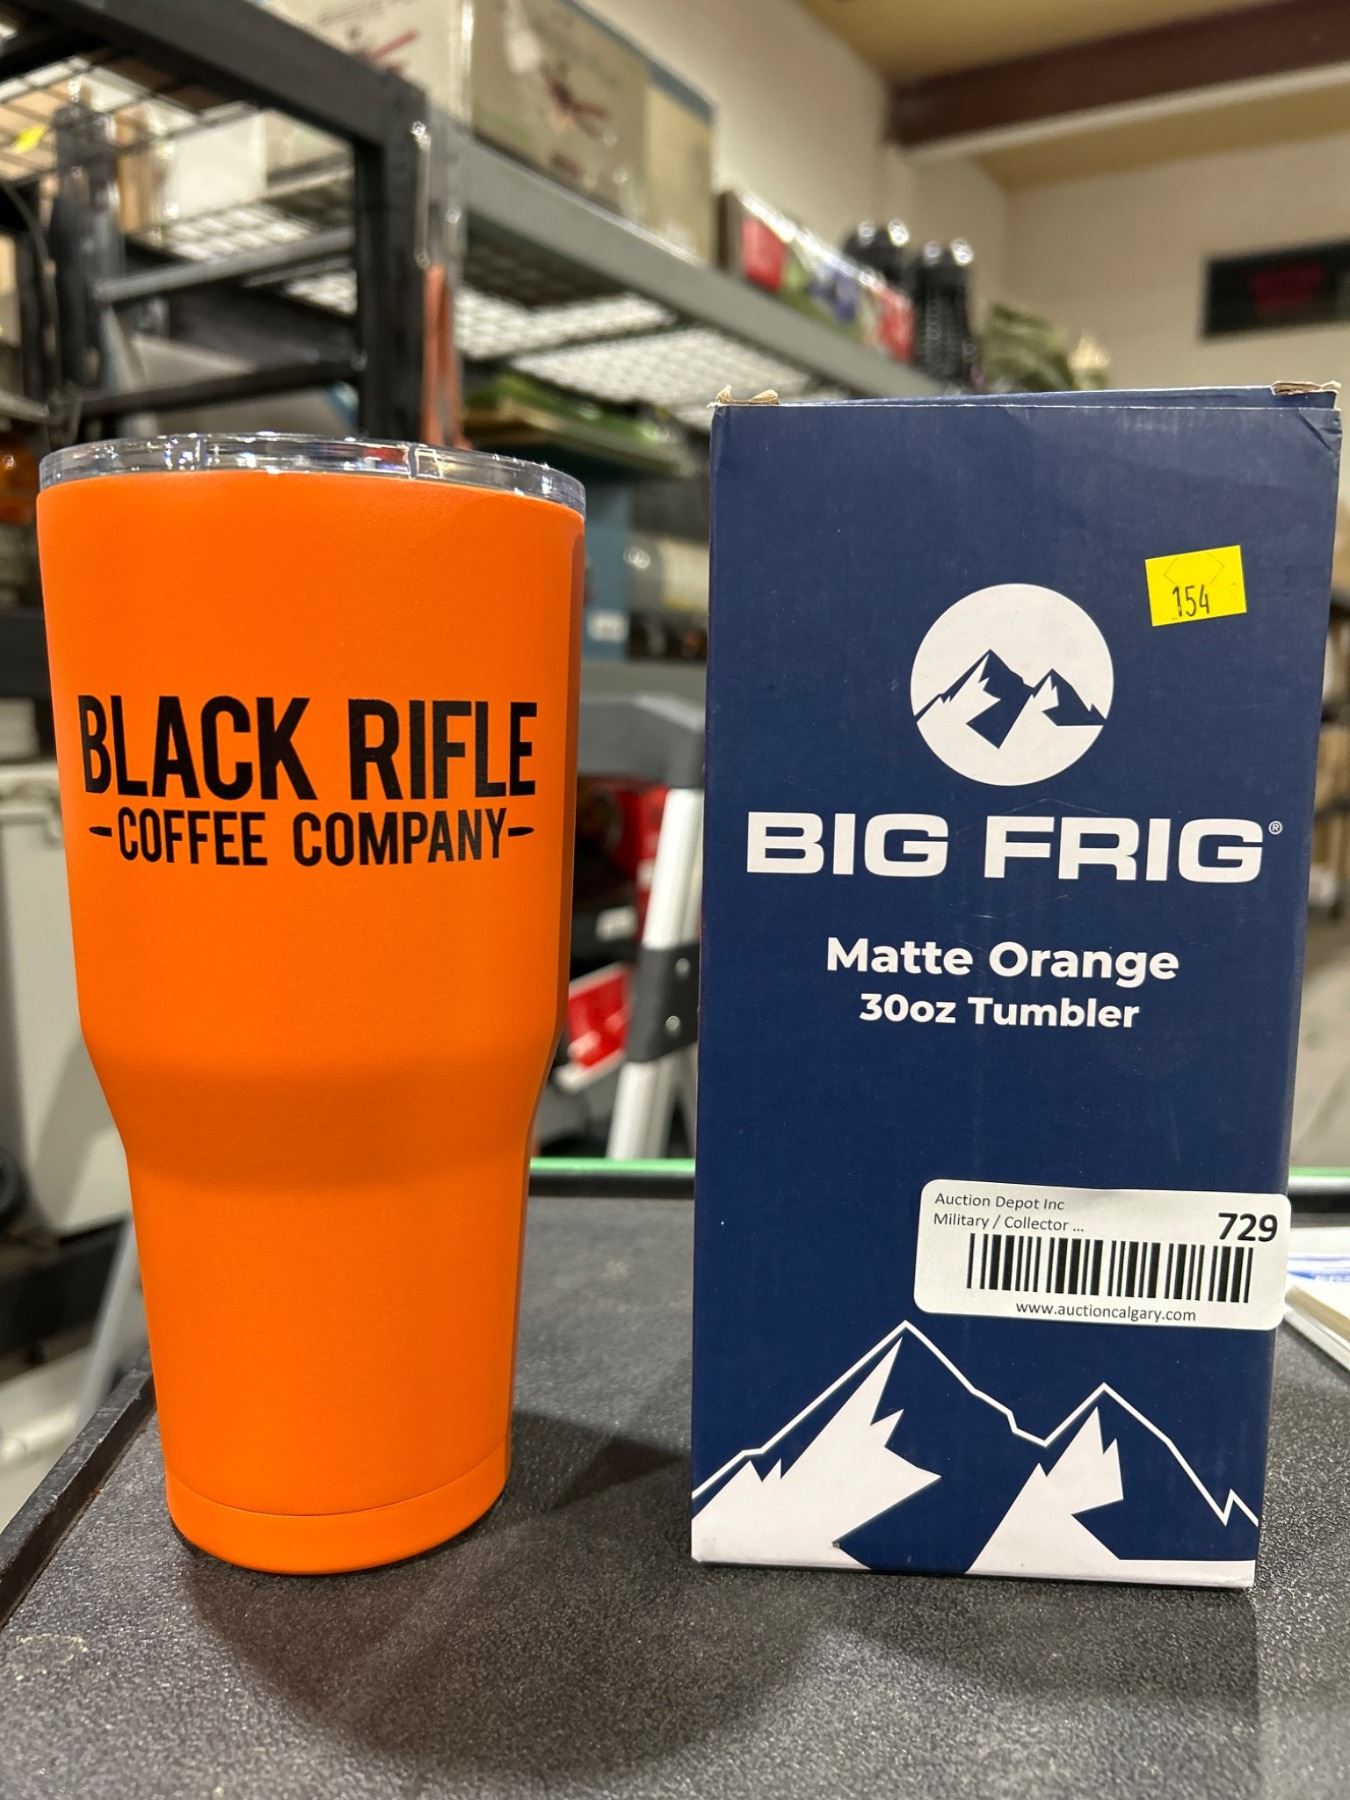 BLACK RIFLE
-COFFEE COMPANY-
154
BIG FRIG®
Matte Orange
30oz Tumbler
Auction Depot Inc
Military / Collector ...
729
www.auctioncalgary.com